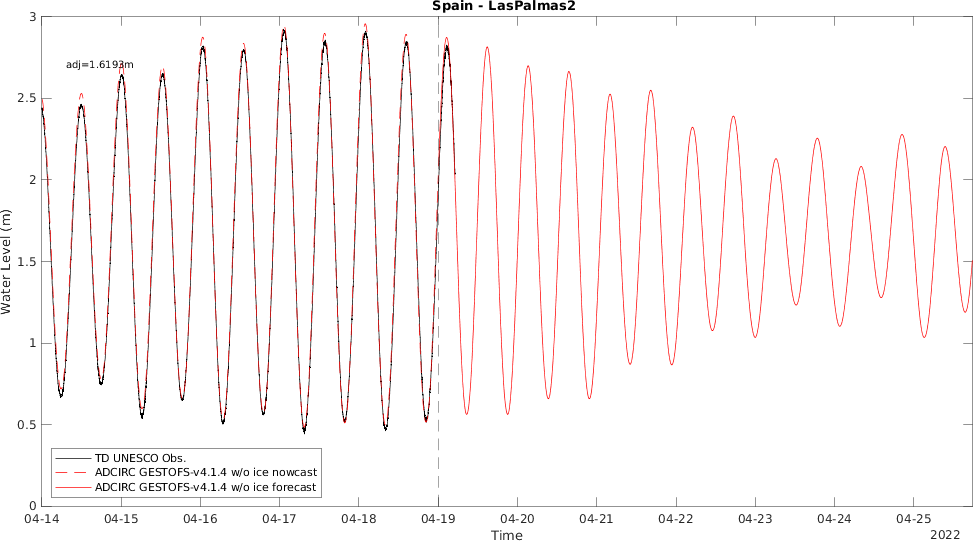 Spain - LasPalmas2
3
2.5
2
1.5
1
0.5
0
Water Level (m)
adj=1.6193m
TD UNESCO Obs.
ADCIRC GESTOFS-v4.1.4 w/o ice nowcast
ADCIRC GESTOFS-v4.1.4 w/o ice forecast
04-14 04-15 04-16 04-17 04-18 04-19 04-20 04-21 04-22 04-23 04-24 04-25
Time
2022